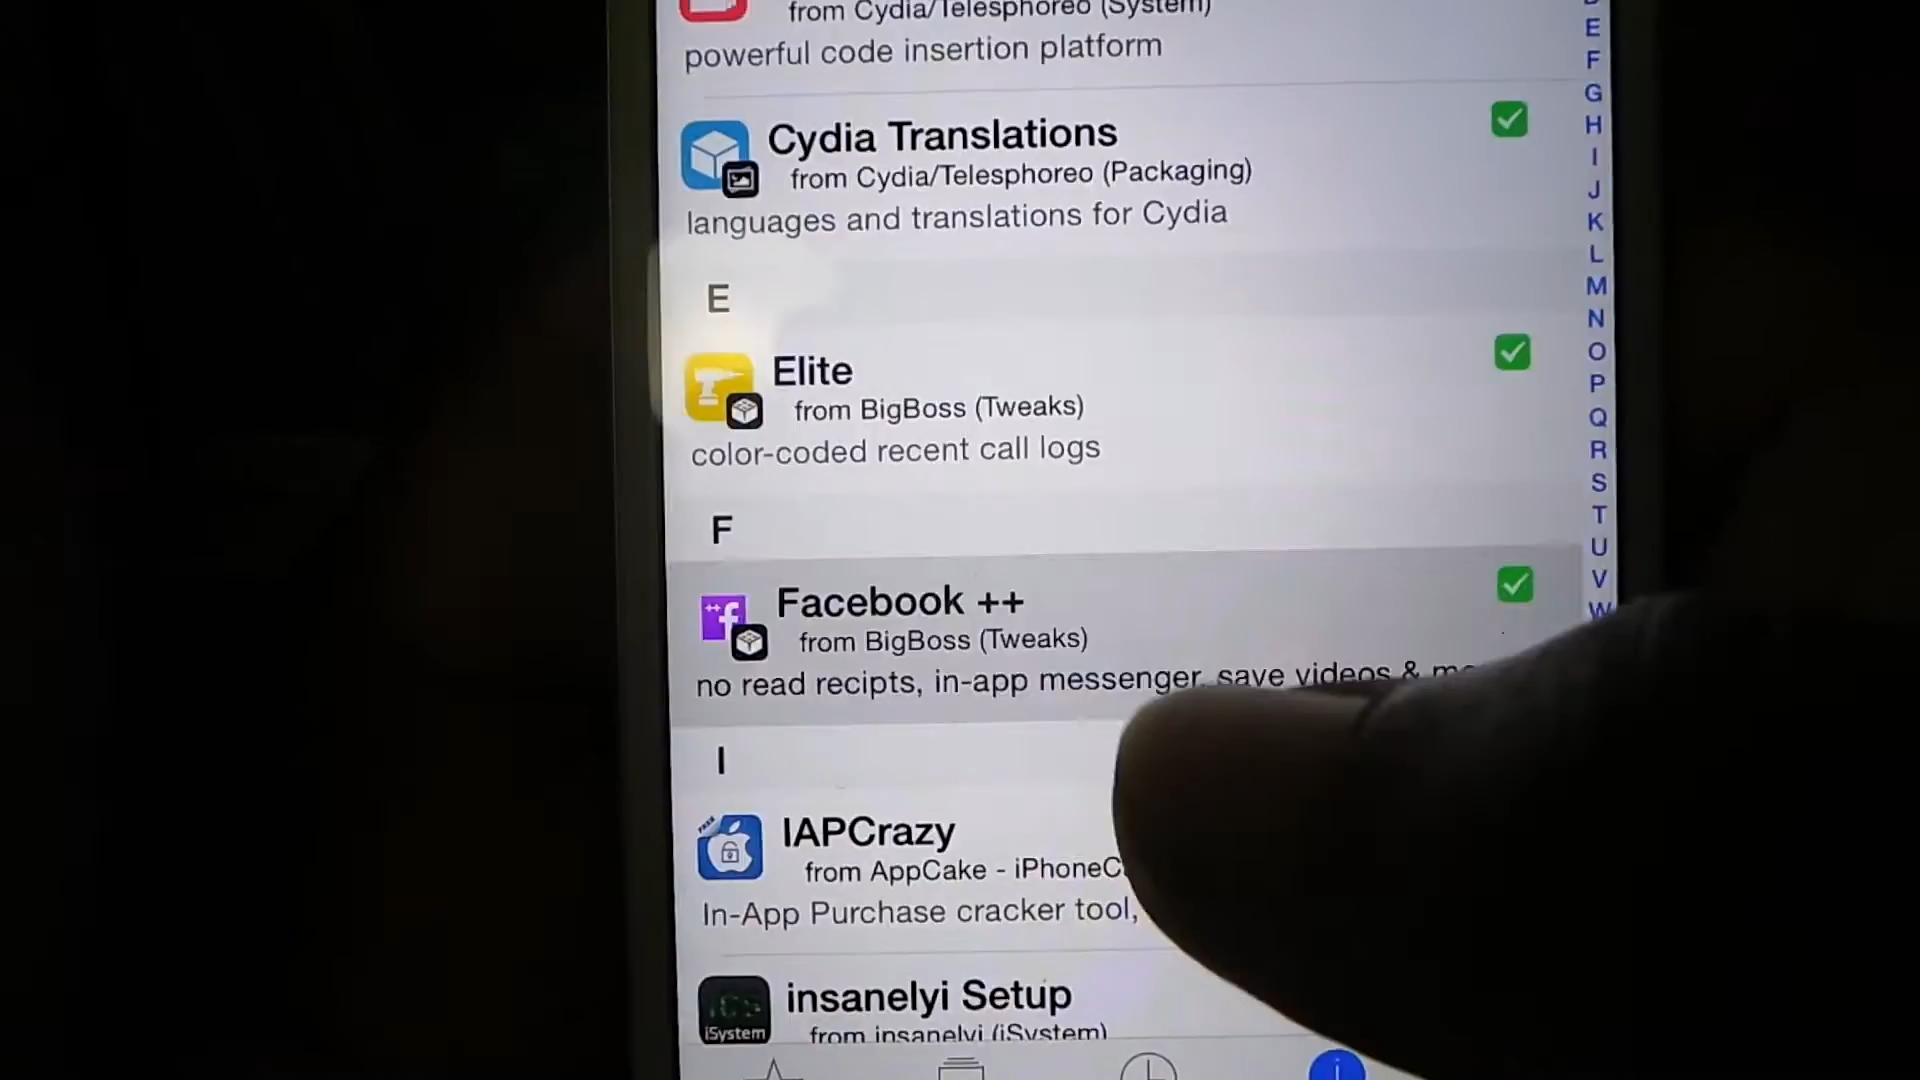 from Cydia/Telesphoreo (System)
powerful code insertion platform
Cydia Translations
from Cydia/Telesphoreo (Packaging)
languages and translations for Cydia
E
Elite
from BigBoss (Tweaks)
color-coded recent call logs
F
Facebook ++
from BigBoss (Tweaks)
no read recipts, in-app messenger, save videos &
I
IAPCrazy
from AppCake - iPhoneC
In-App Purchase cracker tool,
insanelyi Setup
iSystem
from insanelyi (iSystem)
E
F
G
H
I
J
K
L
M
N
O
P
Q
R
S
T
U
V
W